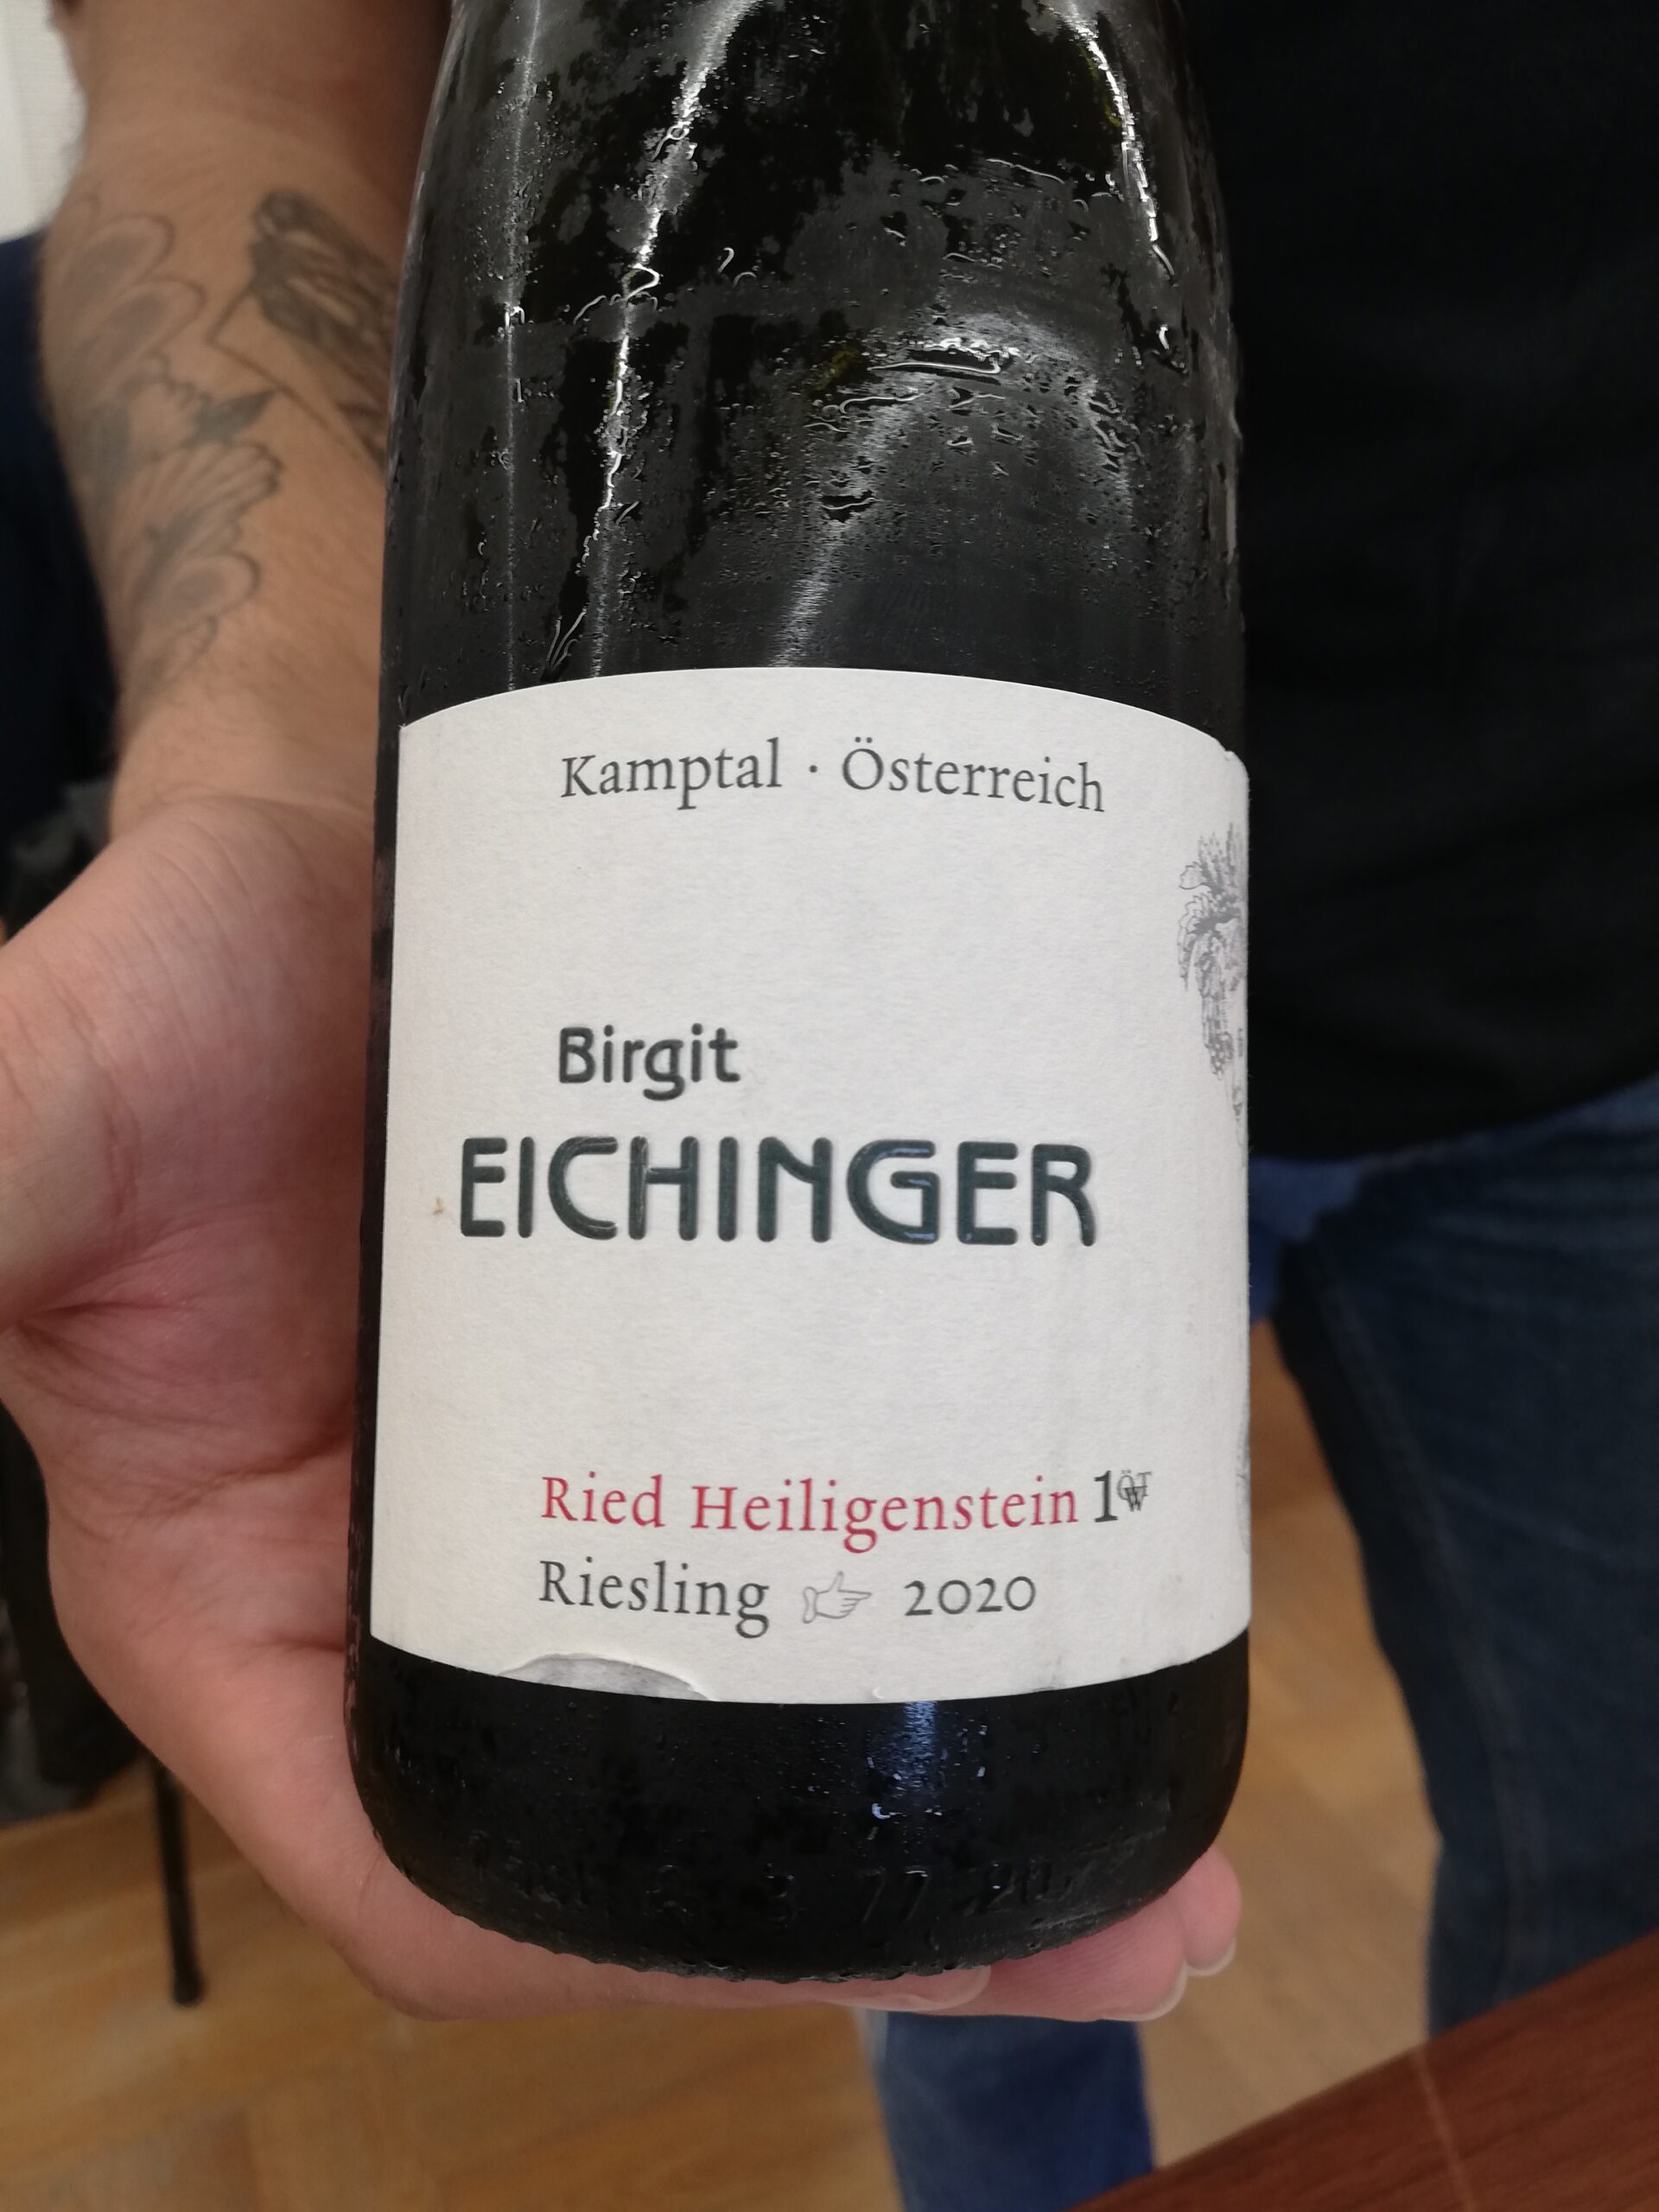 Kamptal · Österreich
Birgit
EICHINGER
Ried Heiligenstein 1ÖTW
Riesling 2020